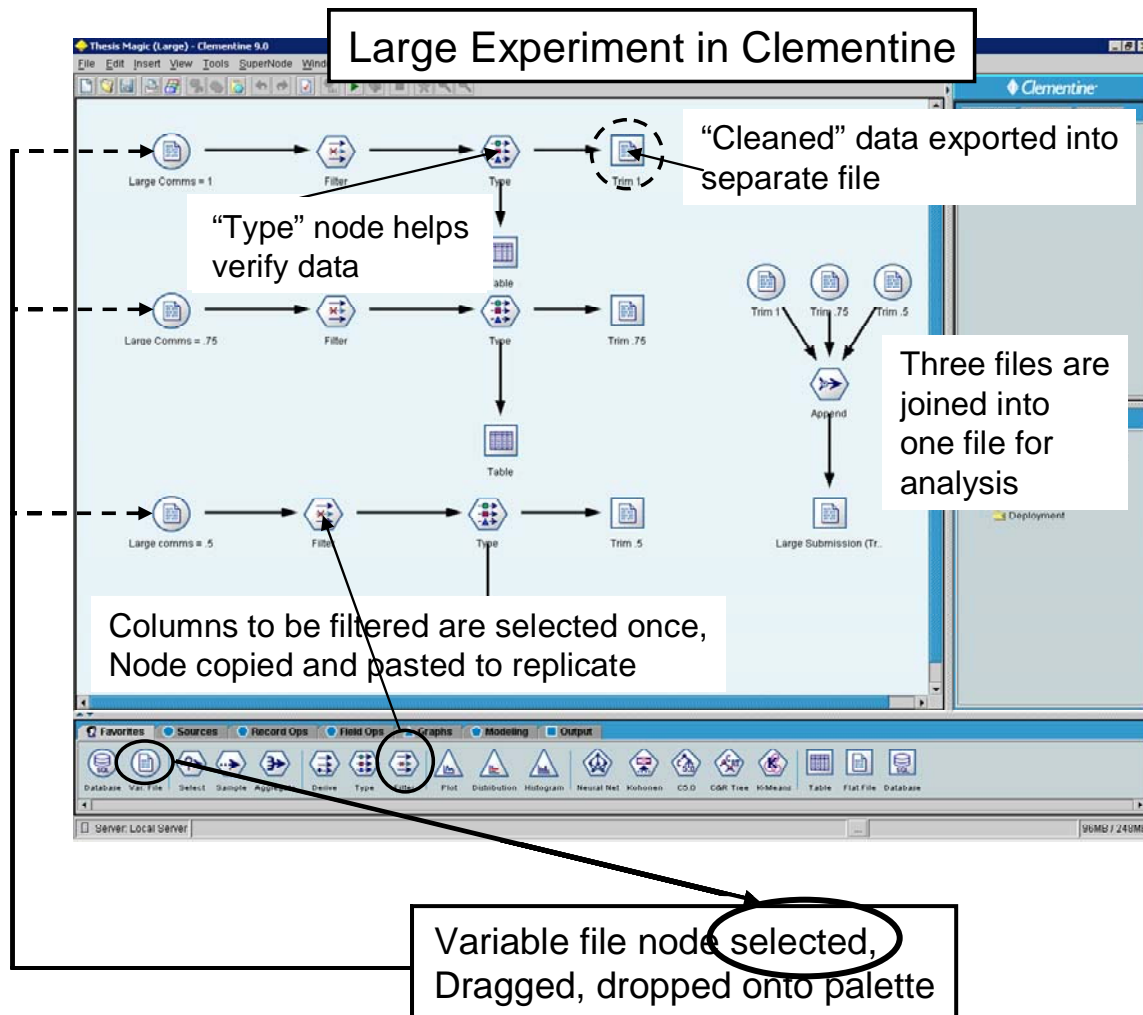 Large Experiment in Clementine
Thesis Magic (Large) - Clementine 9.0
File Edit Insert View Tools SuperNode
Clementine
"Cleaned" data exported into
separate file
Large Comms = 1
Filter
Type
Trim 1
"Type" node helps
verify data
Trim 1
Trim .75
Trim .5
Large Comms = .75
Filter
Type
Trim .75
Three files are
joined into
one file for
analysis
Append
Table
Deployment
Large comms = .5
Filter
Type
Trim .5
Large Submission (Tr..
Columns to be filtered are selected once,
Node copied and pasted to replicate
Favorites Sources Record Ops Field Ops Graphs Modeling Output
Database Var. File Select Sample Aggregate Derive Type Filter Plot Distribution Histogram Neural Net Kohonen C5.0 C&R Tree K-Means Table Flat File Database
Server: Local Server
Variable file node selected,
Dragged, dropped onto palette